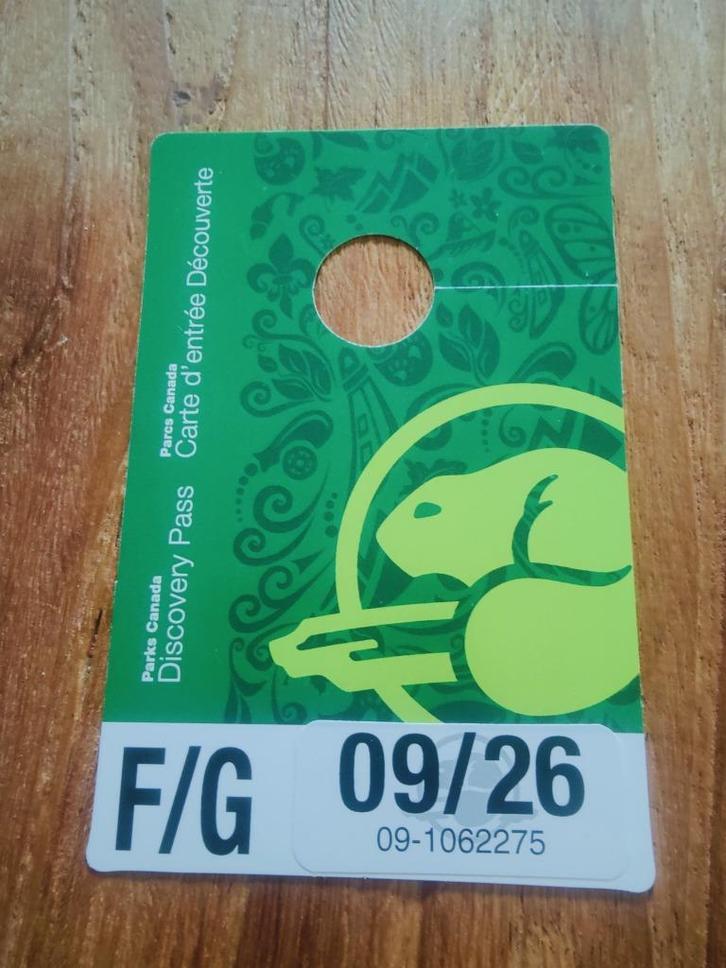 Parks Canada
Discovery Pass
Parcs Canada
Carte d'entrée Découverte
F/G
09/26
09-1062275